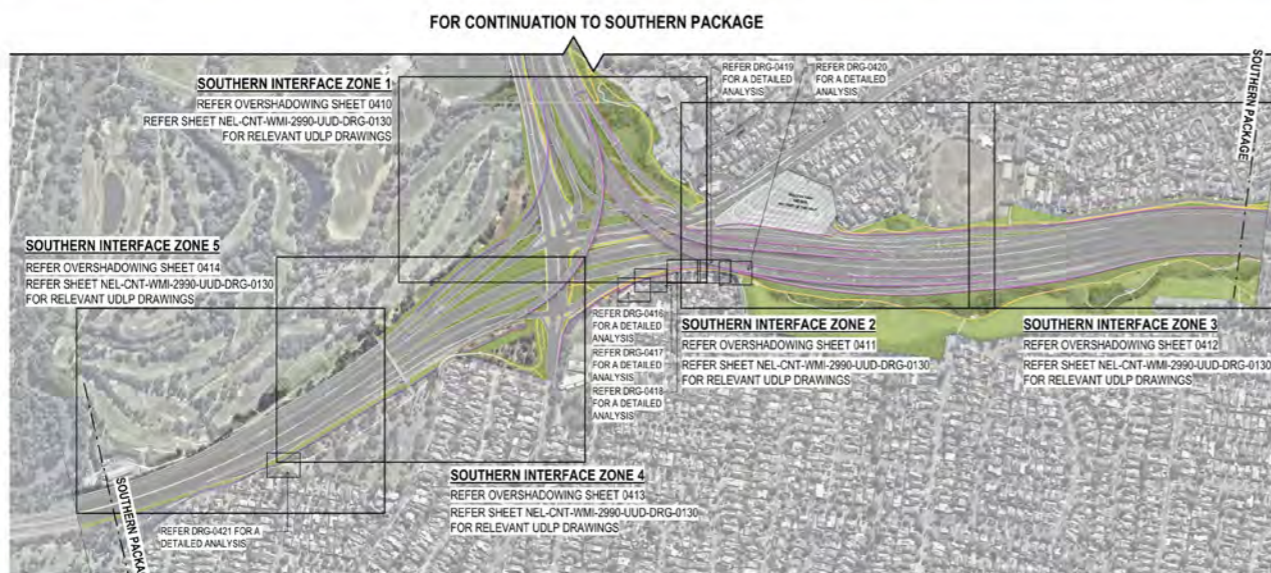 FOR CONTINUATION TO SOUTHERN PACKAGE
SOUTHERN INTERFACE ZONE 1
REFER OVERSHADOWING SHEET 0410
REFER SHEET NEL-CNT-WMI-2990-UUD-DRG-0130
FOR RELEVANT UDLP DRAWINGS
REFER DRG-0419
FOR A DETAILED
ANALYSIS
REFER DRG-0420
FOR A DETAILED
ANALYSIS
SOUTHERN PACKAGE
SOUTHERN INTERFACE ZONE 5
REFER OVERSHADOWING SHEET 0414
REFER SHEET NEL-CNT-WMI-2990-UUD-DRG-0130
FOR RELEVANT UDLP DRAWINGS
REFER DRG-0416
FOR A DETAILED
ANALYSIS
REFER DRG-0417
FOR A DETAILED
ANALYSIS
REFER DRG-0418
FOR A DETAILED
ANALYSIS
SOUTHERN INTERFACE ZONE 2
REFER OVERSHADOWING SHEET 0411
REFER SHEET NEL-CNT-WMI-2990-UUD-DRG-0130
FOR RELEVANT UDLP DRAWINGS
SOUTHERN INTERFACE ZONE 3
REFER OVERSHADOWING SHEET 0412
REFER SHEET NEL-CNT-WMI-2990-UUD-DRG-0130
FOR RELEVANT UDLP DRAWINGS
SOUTHERN INTERFACE ZONE 4
REFER OVERSHADOWING SHEET 0413
REFER SHEET NEL-CNT-WMI-2990-UUD-DRG-0130
FOR RELEVANT UDLP DRAWINGS
SOUTHERN PACKA
REFER DRG-0421 FOR A
DETAILED ANALYSIS